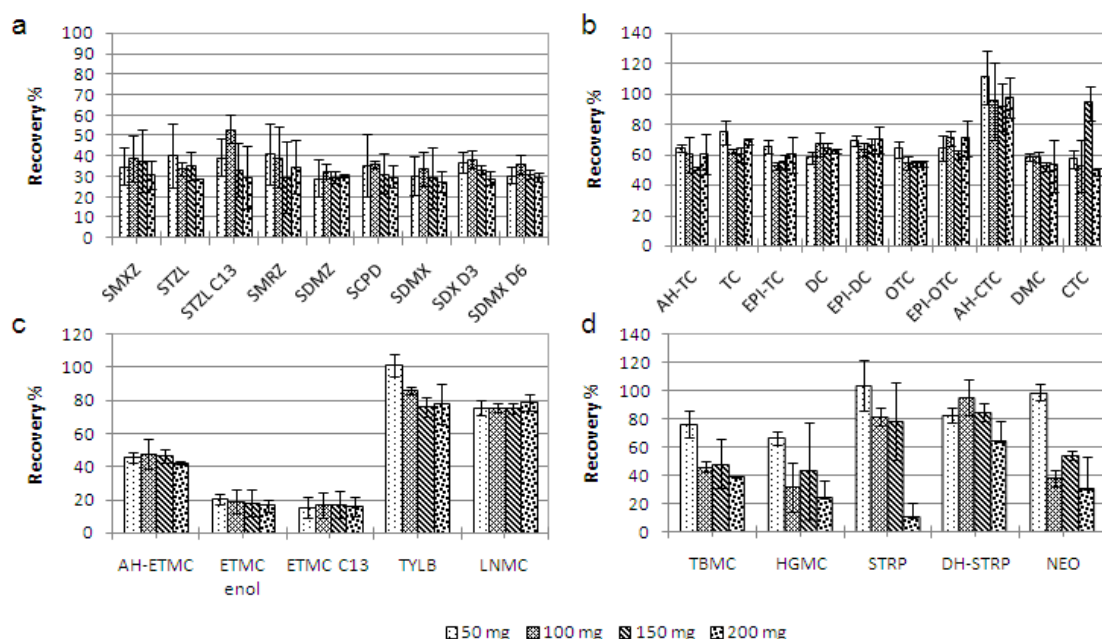 a
Recovery %
100
90
80
70
60
50
40
30
20
10
0
SMXZ
STZL
STZL C13
SMRZ
SDMZ
SCPD
SDMX
SDX D3
SDMX D6
b
Recovery %
140
120
100
80
60
40
20
0
AH-TC
TC
EPI-TC
DC
EPI-DC
OTC
EPI-OTC
AH-CTC
DMC
CTC
c
Recovery %
120
100
80
60
40
20
0
AH-ETMC
ETMC
enol
ETMC C13
TYLB
LNMC
d
Recovery %
140
120
100
80
60
40
20
0
TBMC
HGMC
STRP
DH-STRP
NEO
50 mg 100 mg 150 mg 200 mg